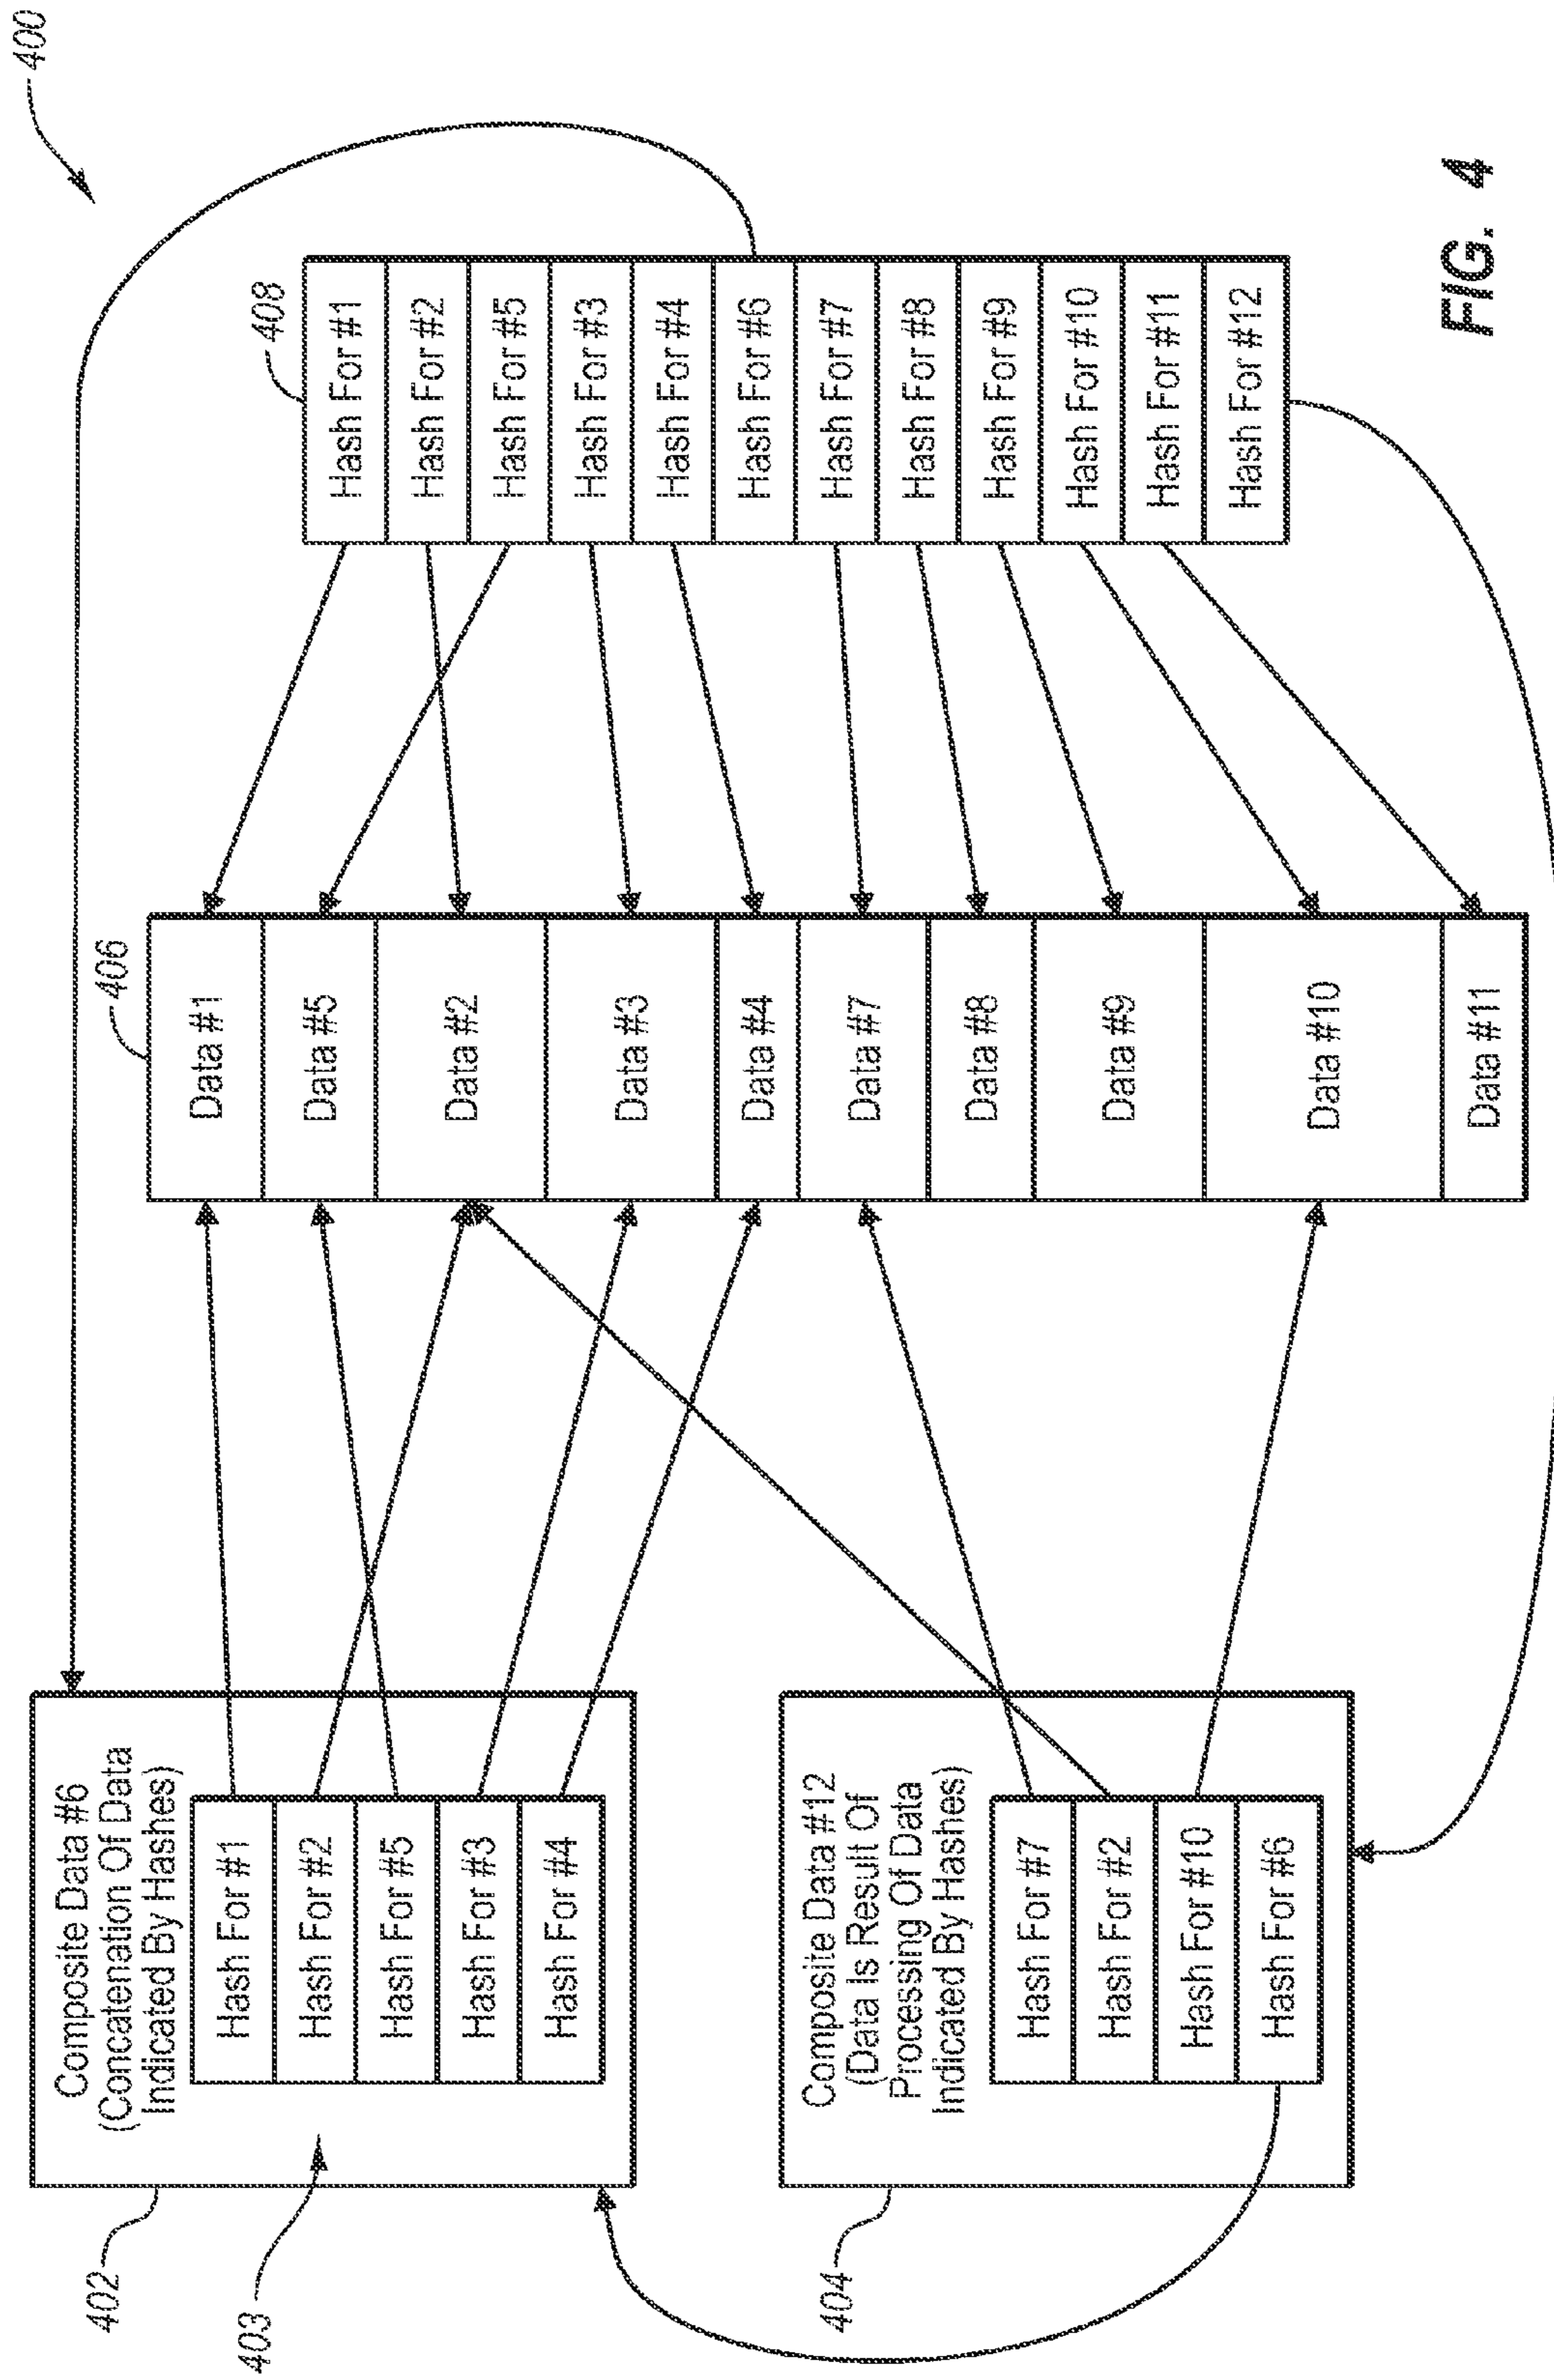 400
402
403
Composite Data #6
(Concatenation Of Data
Indicated By Hashes)
Hash For #1
Hash For #2
Hash For #5
Hash For #3
Hash For #4
404
Composite Data #12
(Data Is Result Of
Processing Of Data
Indicated By Hashes)
Hash For #7
Hash For #2
Hash For #10
Hash For #6
406
Data #1
Data #5
Data #2
Data #3
Data #4
Data #7
Data #8
Data #9
Data #10
Data #11
408
Hash For #1
Hash For #2
Hash For #5
Hash For #3
Hash For #4
Hash For #6
Hash For #7
Hash For #8
Hash For #9
Hash For #10
Hash For #11
Hash For #12
FIG. 4